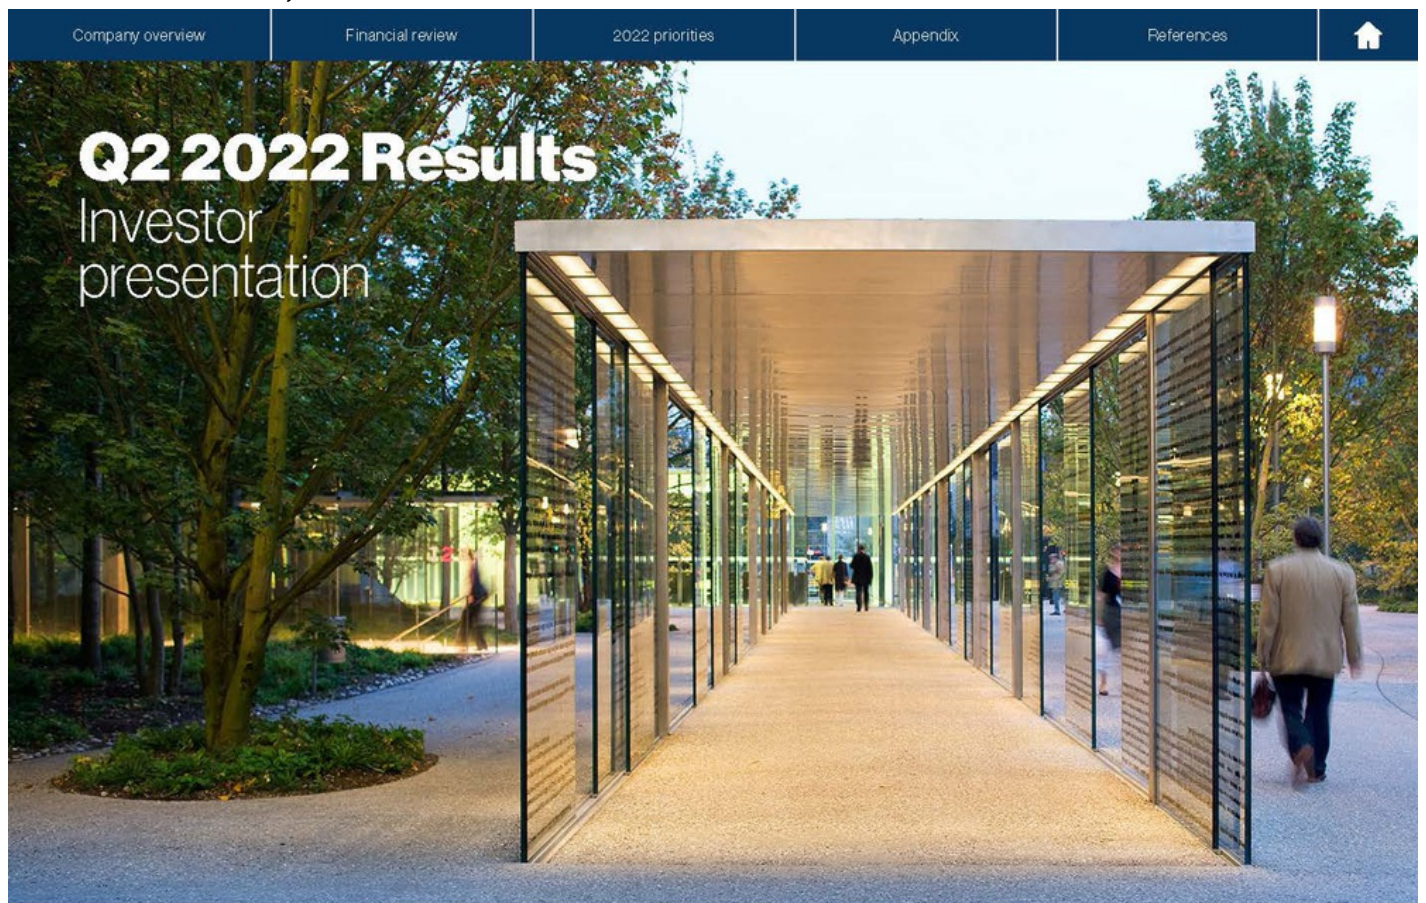 Company overview
Financial review
2022 priorities
Appendix
References
Q2 2022 Results
Investor
presentation